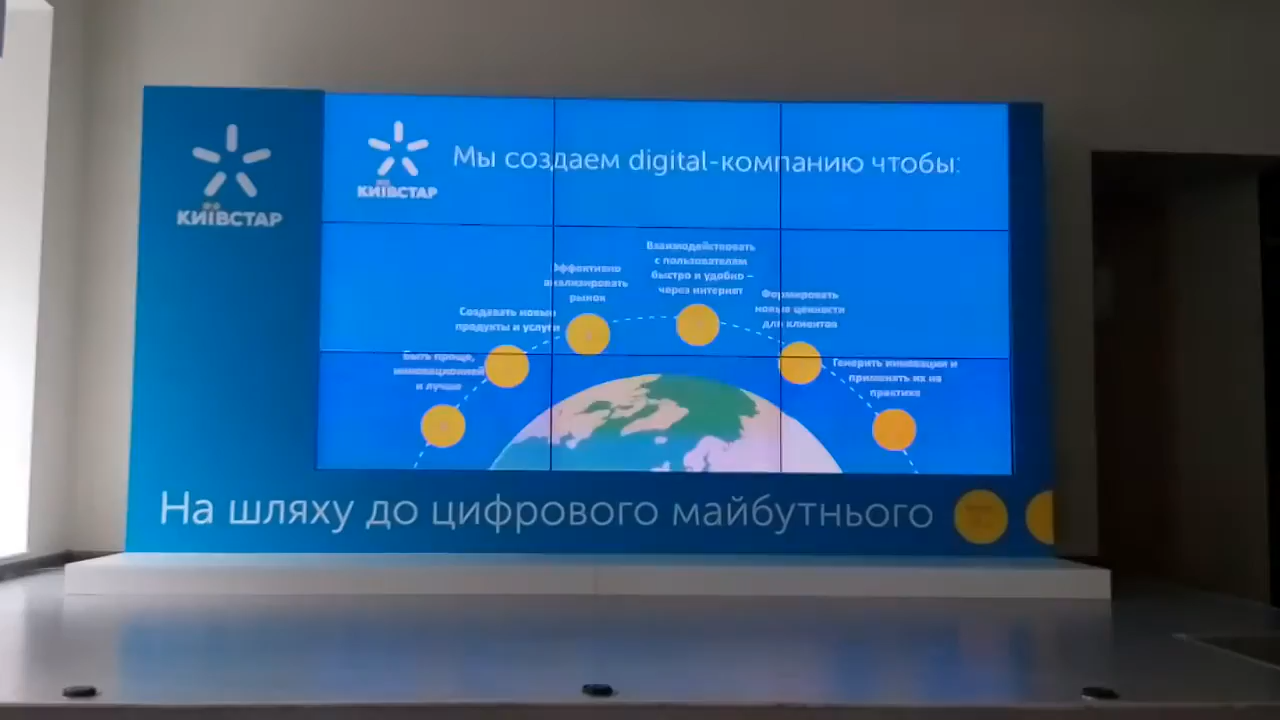 КИЇВСТАР
КИЇВСТАР
Мы создаем digital-компанию чтобы:
Быть проще,
инновационней
и лучше
Создавать новые
продукты и услуги
Эффективно
анализировать
рынок
Взаимодействовать
с пользователям
быстро и удобно –
через интернет
Формировать
новые ценности
для клиентов
Генерить инновации и
применять их на
практике
На шляху до цифрового майбутнього